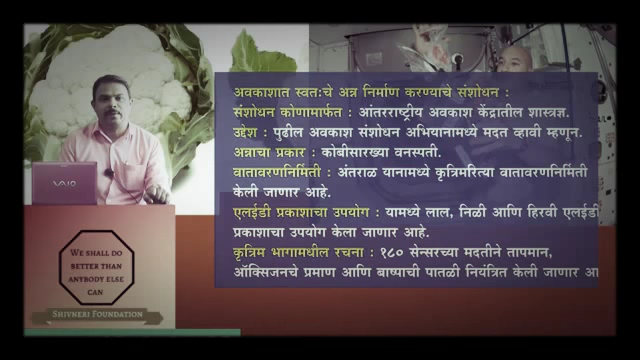 अवकाशात स्वतःचे अन्न निर्माण करण्याचे संशोधन :
संशोधन कोणामार्फत : आंतरराष्ट्रीय अवकाश केंद्रातील शास्त्रज्ञ.
उद्देश : पुढील अवकाश संशोधन अभियानामध्ये मदत व्हावी म्हणून.
अन्नाचा प्रकार : कोबीसारख्या वनस्पती.
वातावरणनिर्मिती : अंतराळ यानामध्ये कृत्रिमरित्या वातावरणनिर्मिती
केली जाणार आहे.
एलईडी प्रकाशाचा उपयोग : यामध्ये लाल, निळी आणि हिरवी एलईडी
प्रकाशाचा उपयोग केला जाणार आहे.
कृत्रिम भागामधील रचना : १८० सेन्सरच्या मदतीने तापमान,
ऑक्सिजनचे प्रमाण आणि बाष्पाची पातळी नियंत्रित केली जाणार आ
VAIO
WE SHALL DO
BETTER THAN
ANYBODY ELSE
CAN
SHIVNERI FOUNDATION